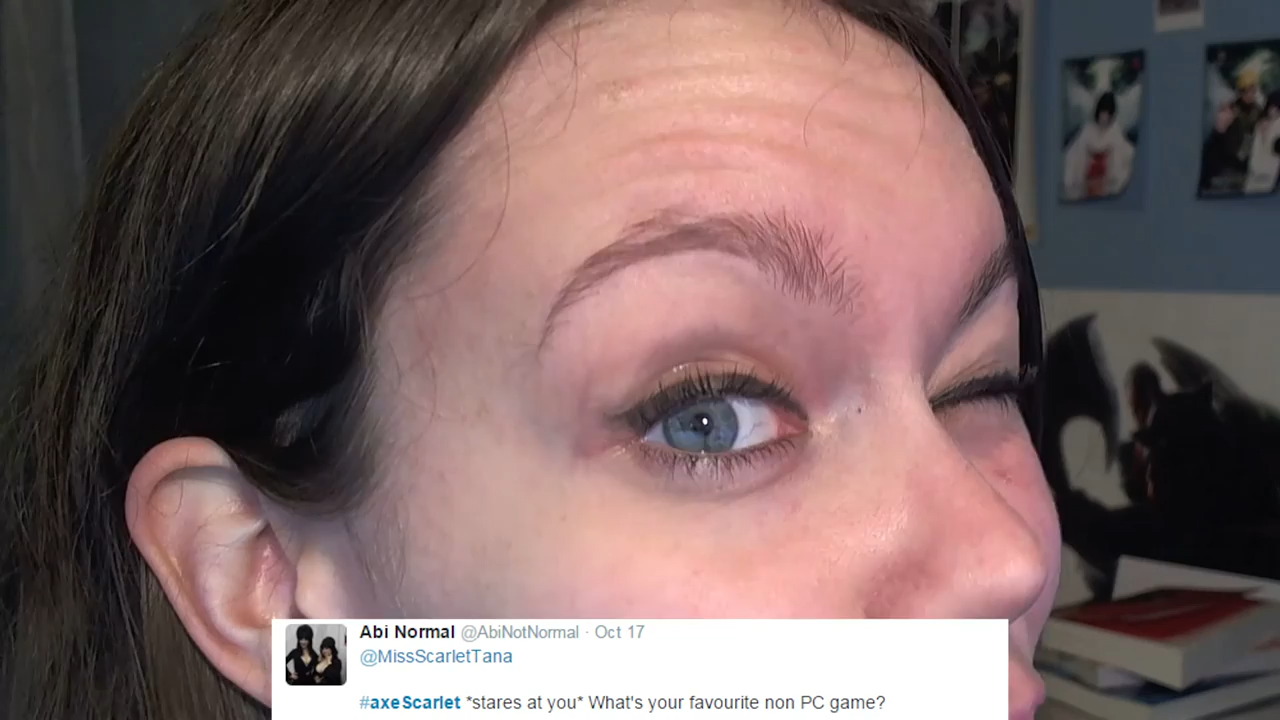 Abi Normal @AbiNotNormal · Oct 17
@MissScarletTana
#axeScarlet *stares at you* What's your favourite non PC game?